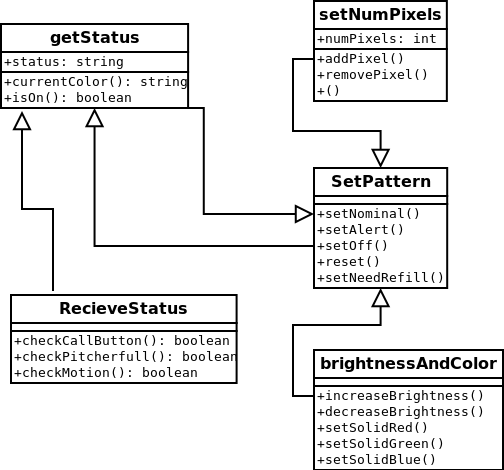 getStatus
+status: string
+currentColor(): string
+isOn(): boolean
setNumPixels
+numPixels: int
+addPixel()
+removePixel()
+()
SetPattern
+setNominal()
+setAlert()
+setOff()
+reset()
+setNeedRefill()
RecieveStatus
+checkCallButton(): boolean
+checkPitcherfull(): boolean
+checkMotion(): boolean
brightnessAndColor
+increaseBrightness()
+decreaseBrightness()
+setSolidRed()
+setSolidGreen()
+setSolidBlue()